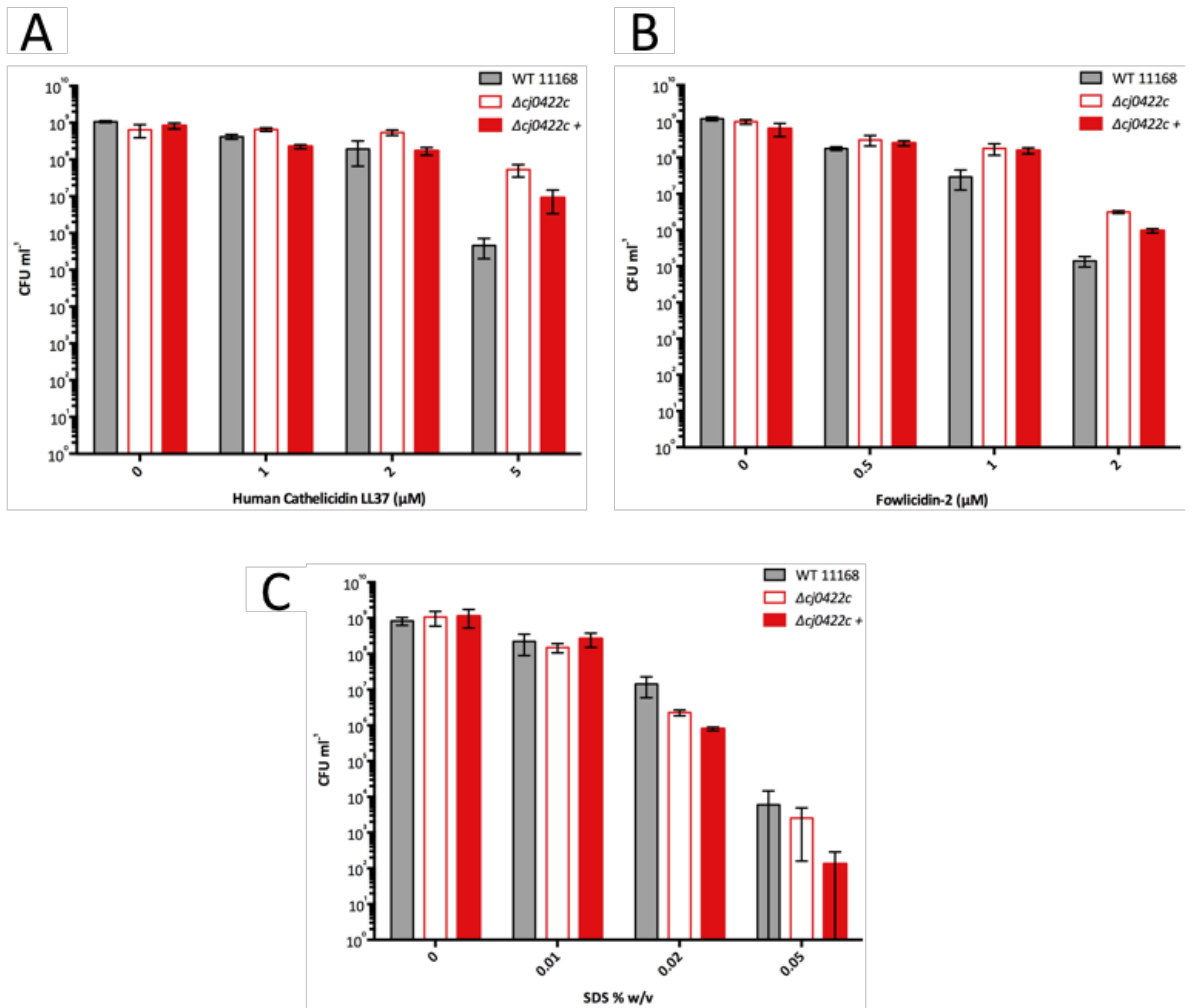 A
WT 11168
Δcj0422c
Δcj0422c +
10¹⁰
10⁹
10⁸
10⁷
10⁶
10⁵
10⁴
10³
10²
10¹
10⁰
CFU ml⁻¹
0
1
2
5
Human Cathelicidin LL37 (µM)
B
WT 11168
Δcj0422c
Δcj0422c +
10¹⁰
10⁹
10⁸
10⁷
10⁶
10⁵
10⁴
10³
10²
10¹
10⁰
CFU ml⁻¹
0
0.5
1
2
Fowlicidin-2 (µM)
C
WT 11168
Δcj0422c
Δcj0422c +
10¹⁰
10⁹
10⁸
10⁷
10⁶
10⁵
10⁴
10³
10²
10¹
10⁰
CFU ml⁻¹
0
0.01
0.02
0.05
SDS % w/v